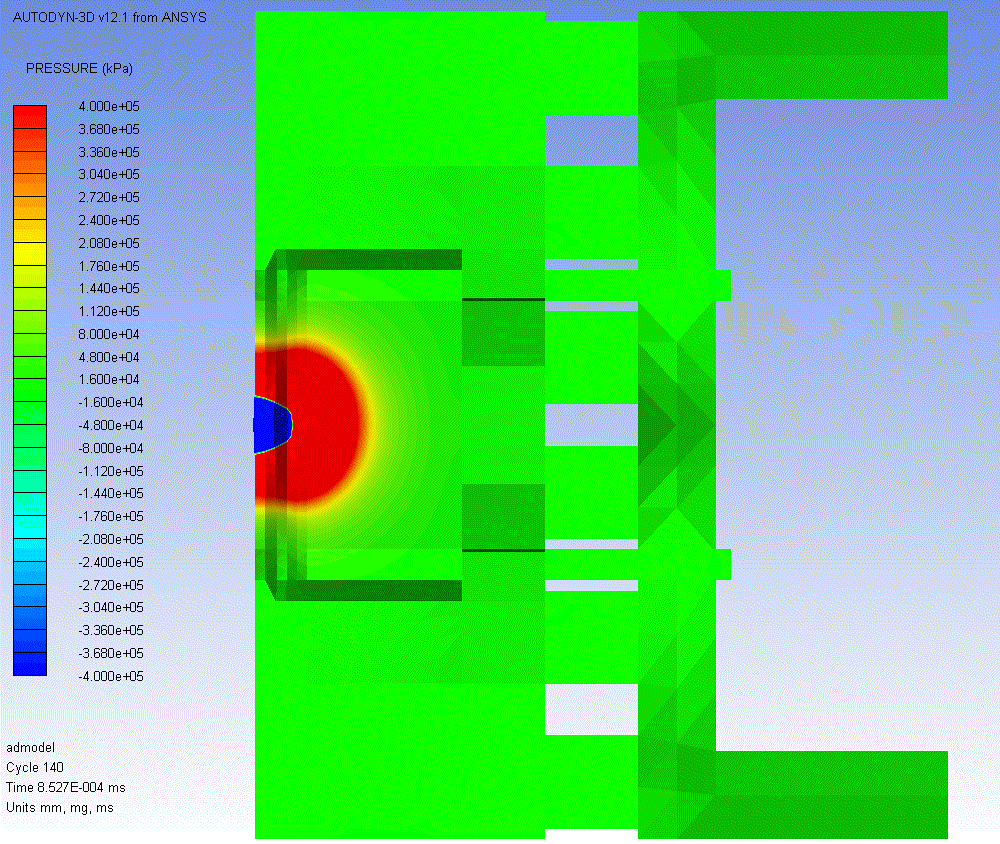 AUTODYN-3D v12.1 from ANSYS
PRESSURE (kPa)
4.000e+05
3.680e+05
3.360e+05
3.040e+05
2.720e+05
2.400e+05
2.080e+05
1.760e+05
1.440e+05
1.120e+05
8.000e+04
4.800e+04
1.600e+04
-1.600e+04
-4.800e+04
-8.000e+04
-1.120e+05
-1.440e+05
-1.760e+05
-2.080e+05
-2.400e+05
-2.720e+05
-3.040e+05
-3.360e+05
-3.680e+05
-4.000e+05
admodel
Cycle 140
Time 8.527E-004 ms
Units mm, mg, ms